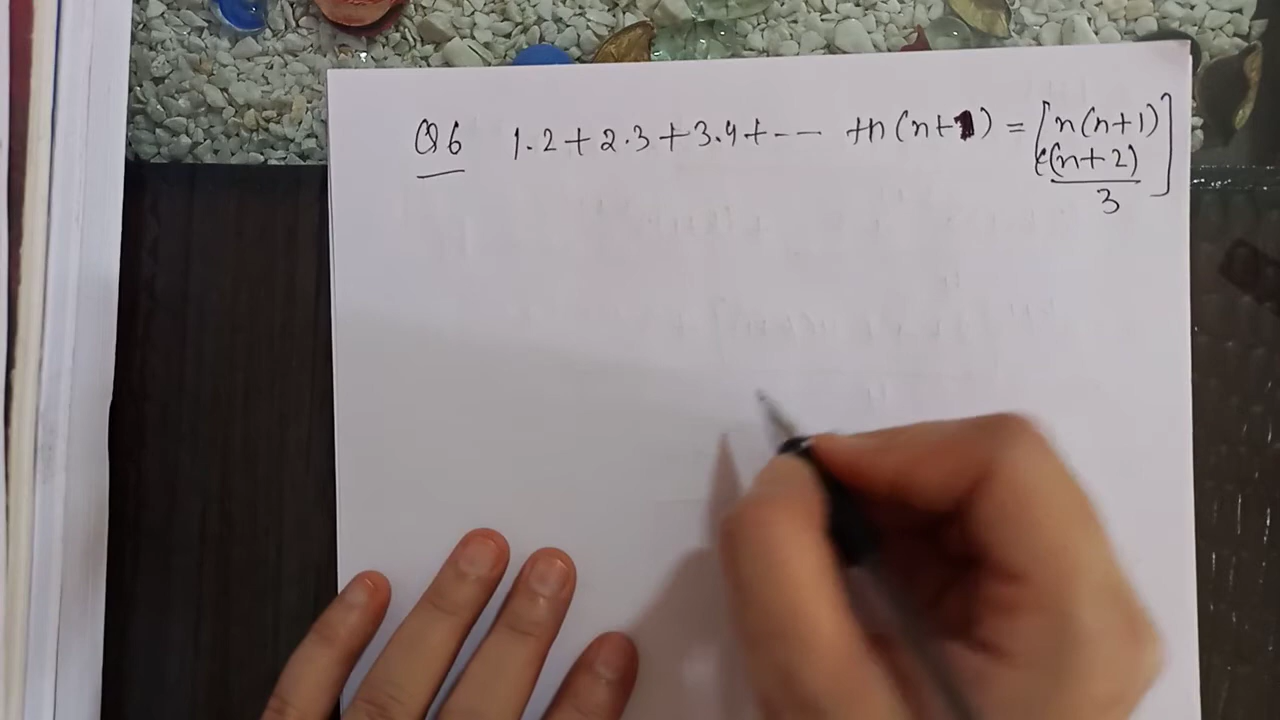 Q6 1.2+2.3+3.4+--- +n(n+1) = [n(n+1)
(n+2)]
3